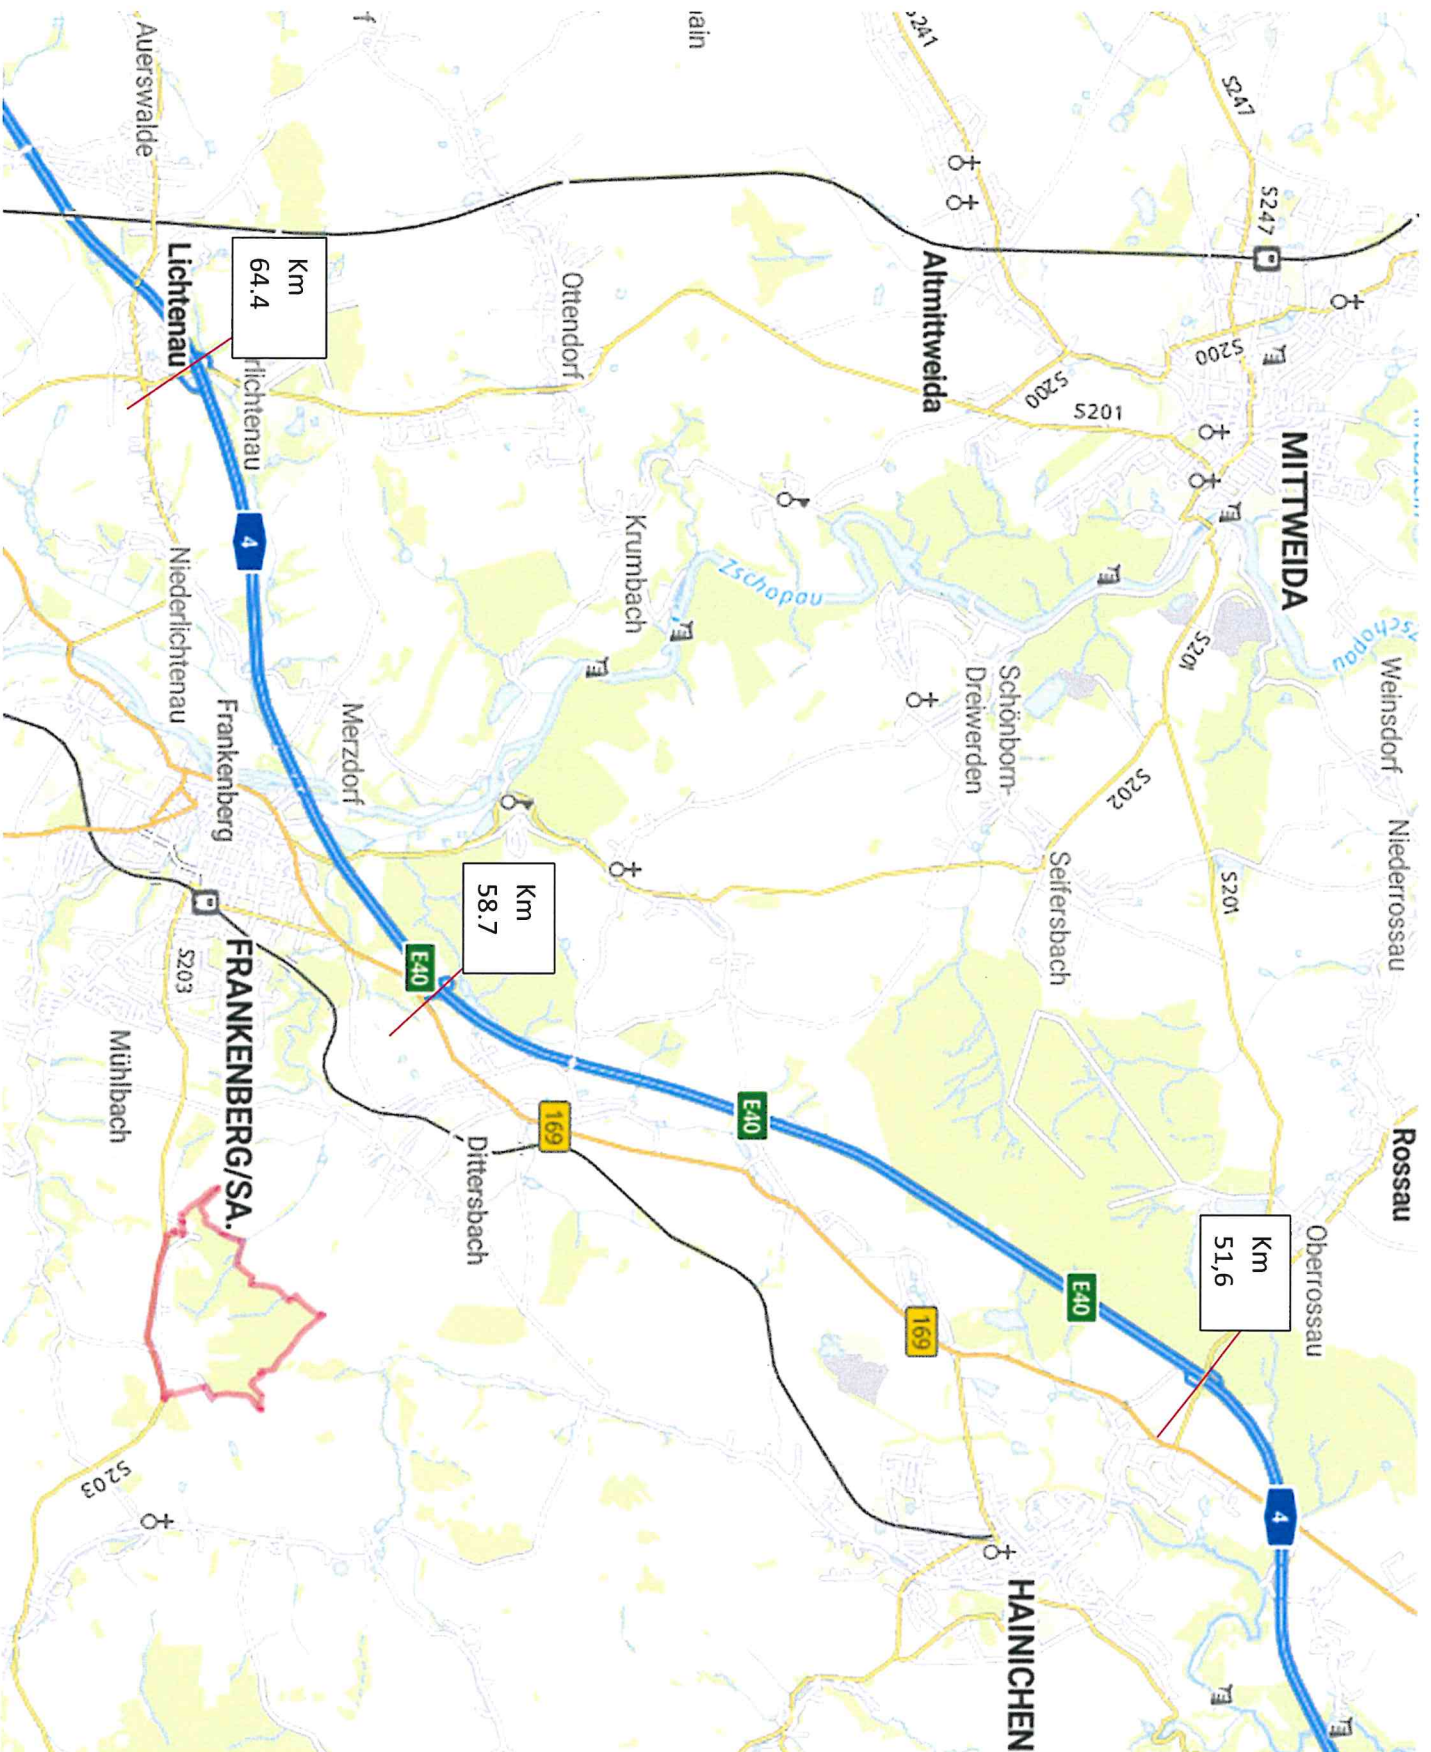 Weinsdorf
Niederrossau
Rossau
Zschopau
Oberrossau
MITTWEIDA
S247
S247
S200
Km
51,6
4
S201
S201
S202
S201
E40
S200
Seifersbach
Schönborn-
Dreiwerden
HAINICHEN
Altmittweida
S241
169
Zschopau
E40
Krumbach
Ottendorf
169
Km
58.7
Dittersbach
E40
Merzdorf
Km
64.4
rlichtenau
4
FRANKENBERG/SA.
Frankenberg
Lichtenau
Niederlichtenau
S203
Auerswalde
Mühlbach
S203